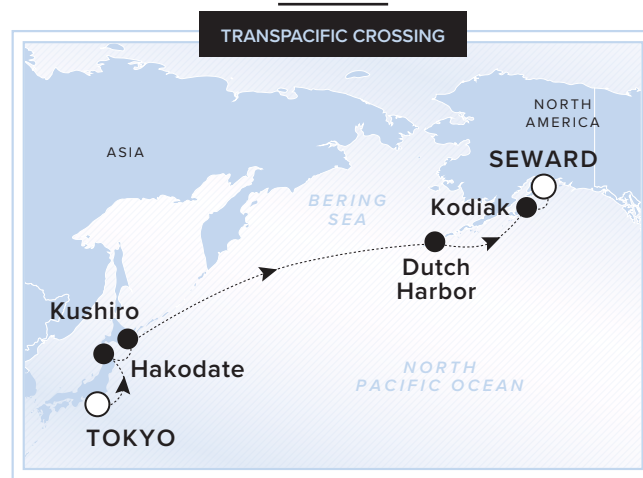 TRANSPACIFIC CROSSING
NORTH
AMERICA
ASIA
SEWARD
BERING
SEA
Kodiak
Dutch
Harbor
Kushiro
Hakodate
NORTH
PACIFIC OCEAN
TOKYO